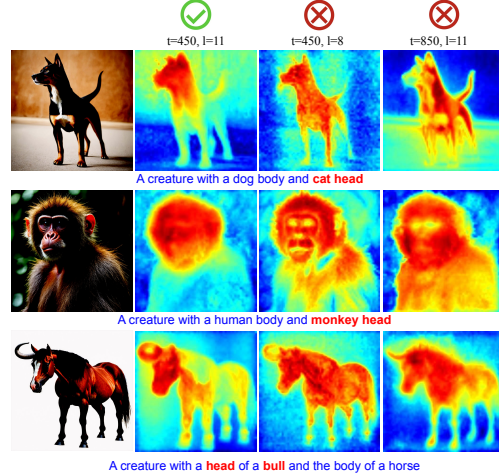 t=450, l=11 t=450, l=8 t=850, l=11
A creature with a dog body and cat head
A creature with a human body and monkey head
A creature with a head of a bull and the body of a horse